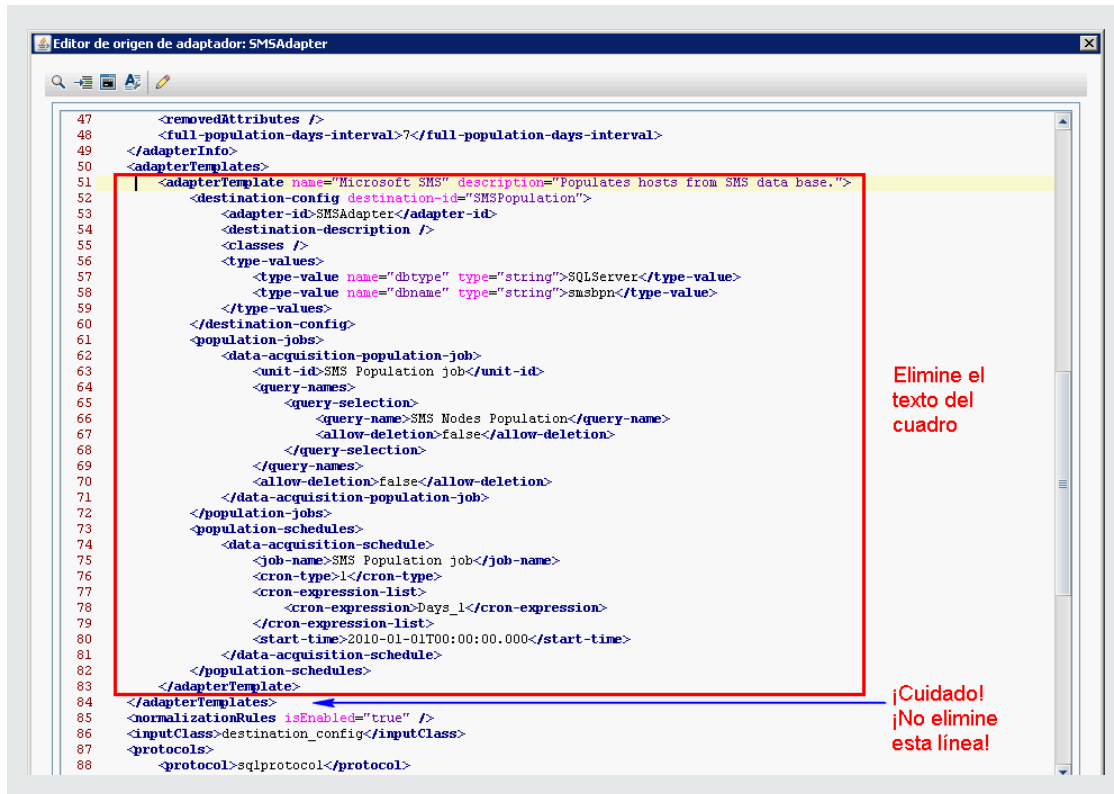 Editor de origen de adaptador: SMSAdapter
47 <removedAttributes />
48 <full-population-days-interval>7</full-population-days-interval>
49 </adapterInfo>
50 <adapterTemplates>
51 <adapterTemplate name="Microsoft SMS" description="Populates hosts from SMS data base.">
52 <destination-config destination-id="SMSPopulation">
53 <adapter-id>SMSAdapter</adapter-id>
54 <destination-description />
55 <classes />
56 <type-values>
57 <type-value name="dbtype" type="string">SQLServer</type-value>
58 <type-value name="dbname" type="string">smsbpn</type-value>
59 </type-values>
60 </destination-config>
61 <population-jobs>
62 <data-acquisition-population-job>
63 <unit-id>SMS Population job</unit-id>
64 <query-names>
65 <query-selection>
66 <query-name>SMS Nodes Population</query-name>
67 <allow-deletion>false</allow-deletion>
68 </query-selection>
69 </query-names>
70 <allow-deletion>false</allow-deletion>
71 </data-acquisition-population-job>
72 </population-jobs>
73 <population-schedules>
74 <data-acquisition-schedule>
75 <job-name>SMS Population job</job-name>
76 <cron-type>1</cron-type>
77 <cron-expression-list>
78 <cron-expression>Days_1</cron-expression>
79 </cron-expression-list>
80 <start-time>2010-01-01T00:00:00.000</start-time>
81 </data-acquisition-schedule>
82 </population-schedules>
83 </adapterTemplate>
84 </adapterTemplates>
85 <normalizationRules isEnabled="true" />
86 <inputClass>destination_config</inputClass>
87 <protocols>
88 <protocol>sqlprotocol</protocol>
Elimine el
texto del
cuadro
¡Cuidado!
¡No elimine
esta línea!